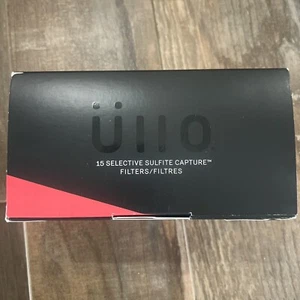 Üllo
15 SELECTIVE SULFITE CAPTURE™
FILTERS/FILTRES